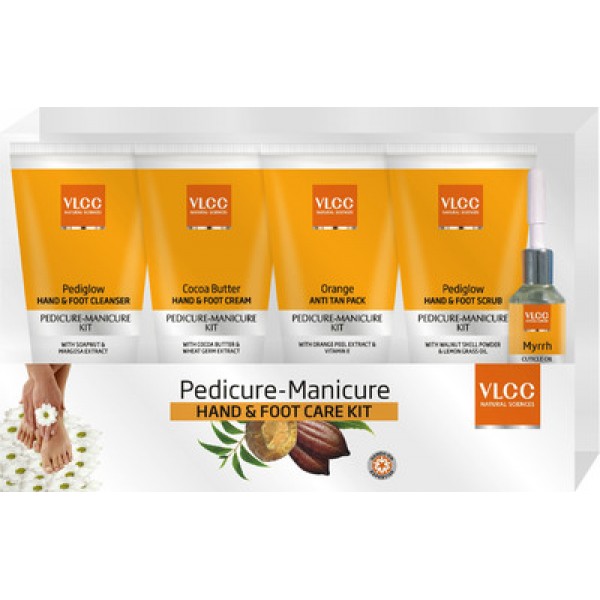 VLCC
NATURAL SCIENCES
Pediglow
HAND & FOOT CLEANSER
PEDICURE-MANICURE
KIT
WITH SOAPNUT &
MARGOSA EXTRACT
VLCC
NATURAL SCIENCES
Cocoa Butter
HAND & FOOT CREAM
PEDICURE-MANICURE
KIT
WITH COCOA BUTTER &
WHEAT GERM EXTRACT
VLCC
NATURAL SCIENCES
Orange
ANTI TAN PACK
PEDICURE-MANICURE
KIT
WITH ORANGE PEEL EXTRACT &
VITAMIN E
VLCC
NATURAL SCIENCES
Pediglow
HAND & FOOT SCRUB
PEDICURE-MANICURE
KIT
WITH WALNUT SHELL POWDER
& LEMON GRASS OIL
VLCC
Myrrh
CUTICLE OIL
Pedicure-Manicure
HAND & FOOT CARE KIT
VLCC
NATURAL SCIENCES